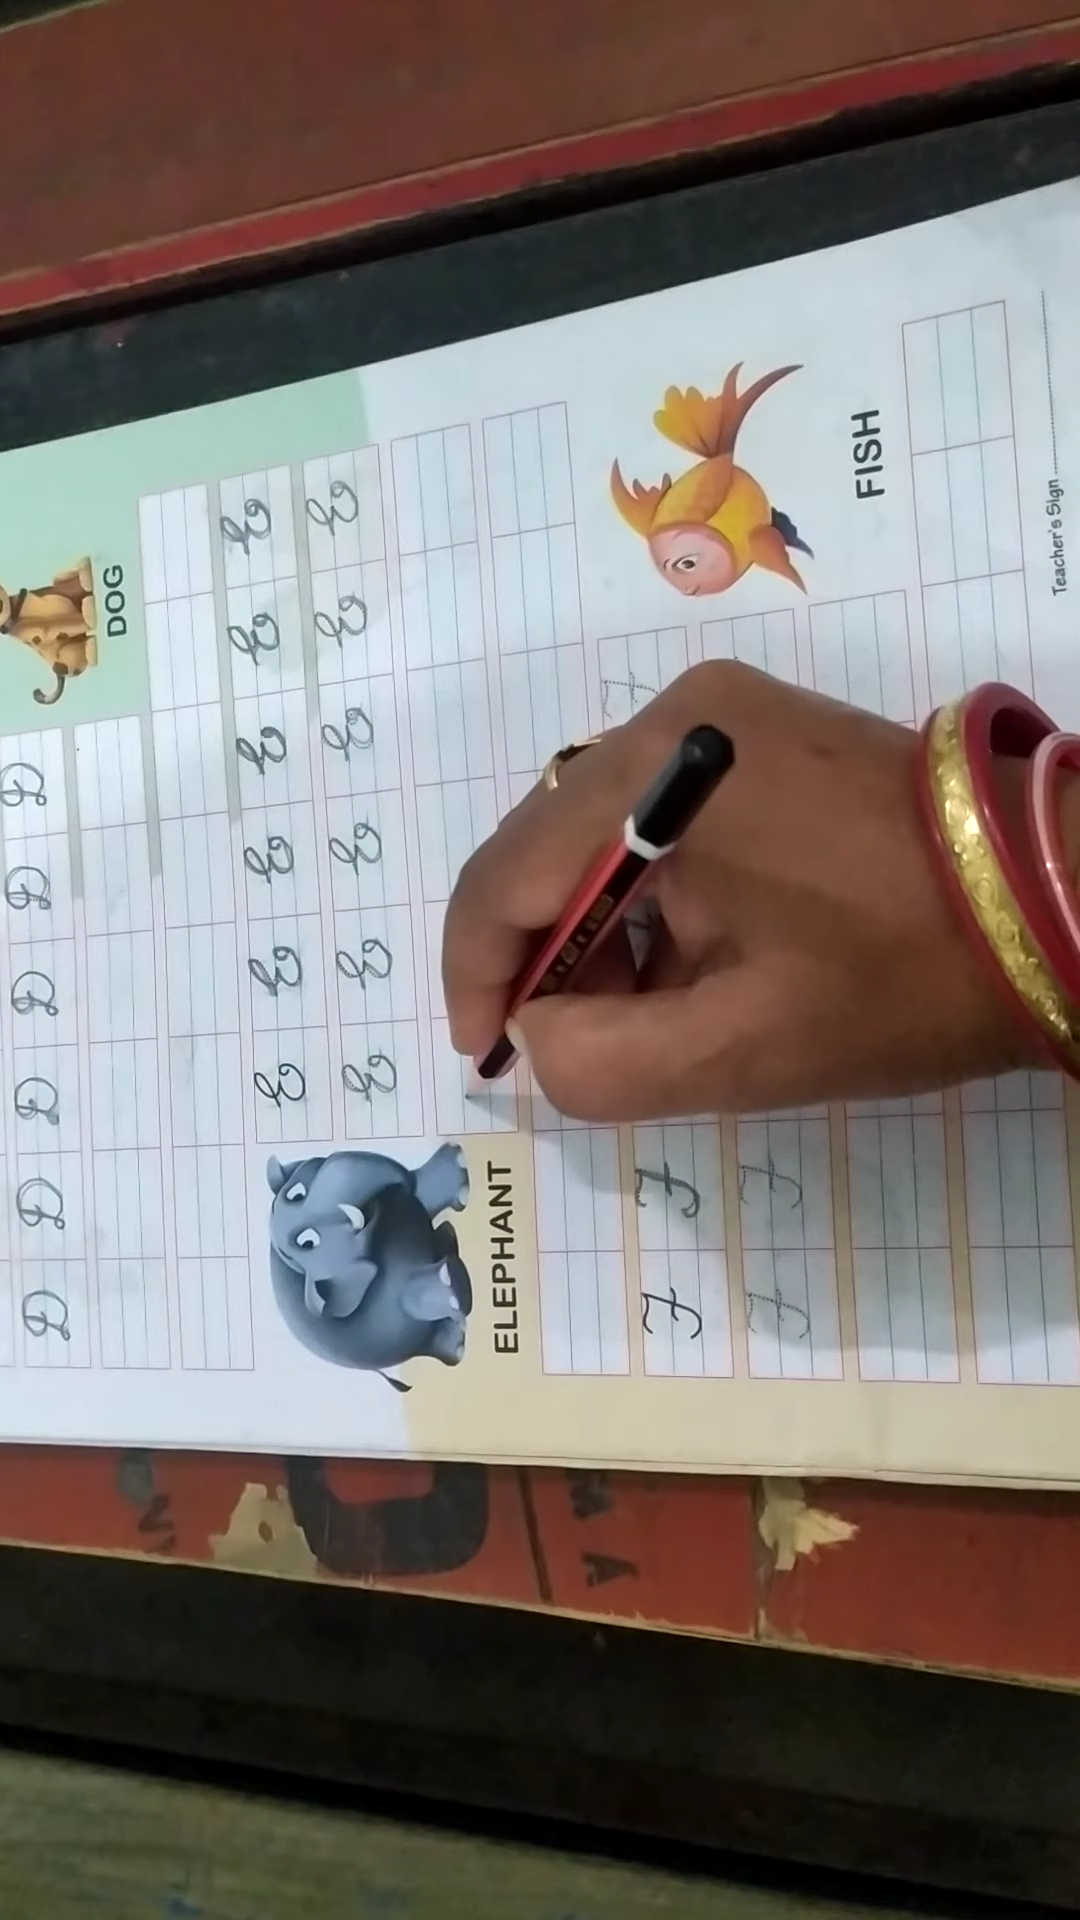 D D D D D D
DOG
E E E E E E
E E E E E E
ELEPHANT
F F
F F F
FISH
Teacher's Sign
M A